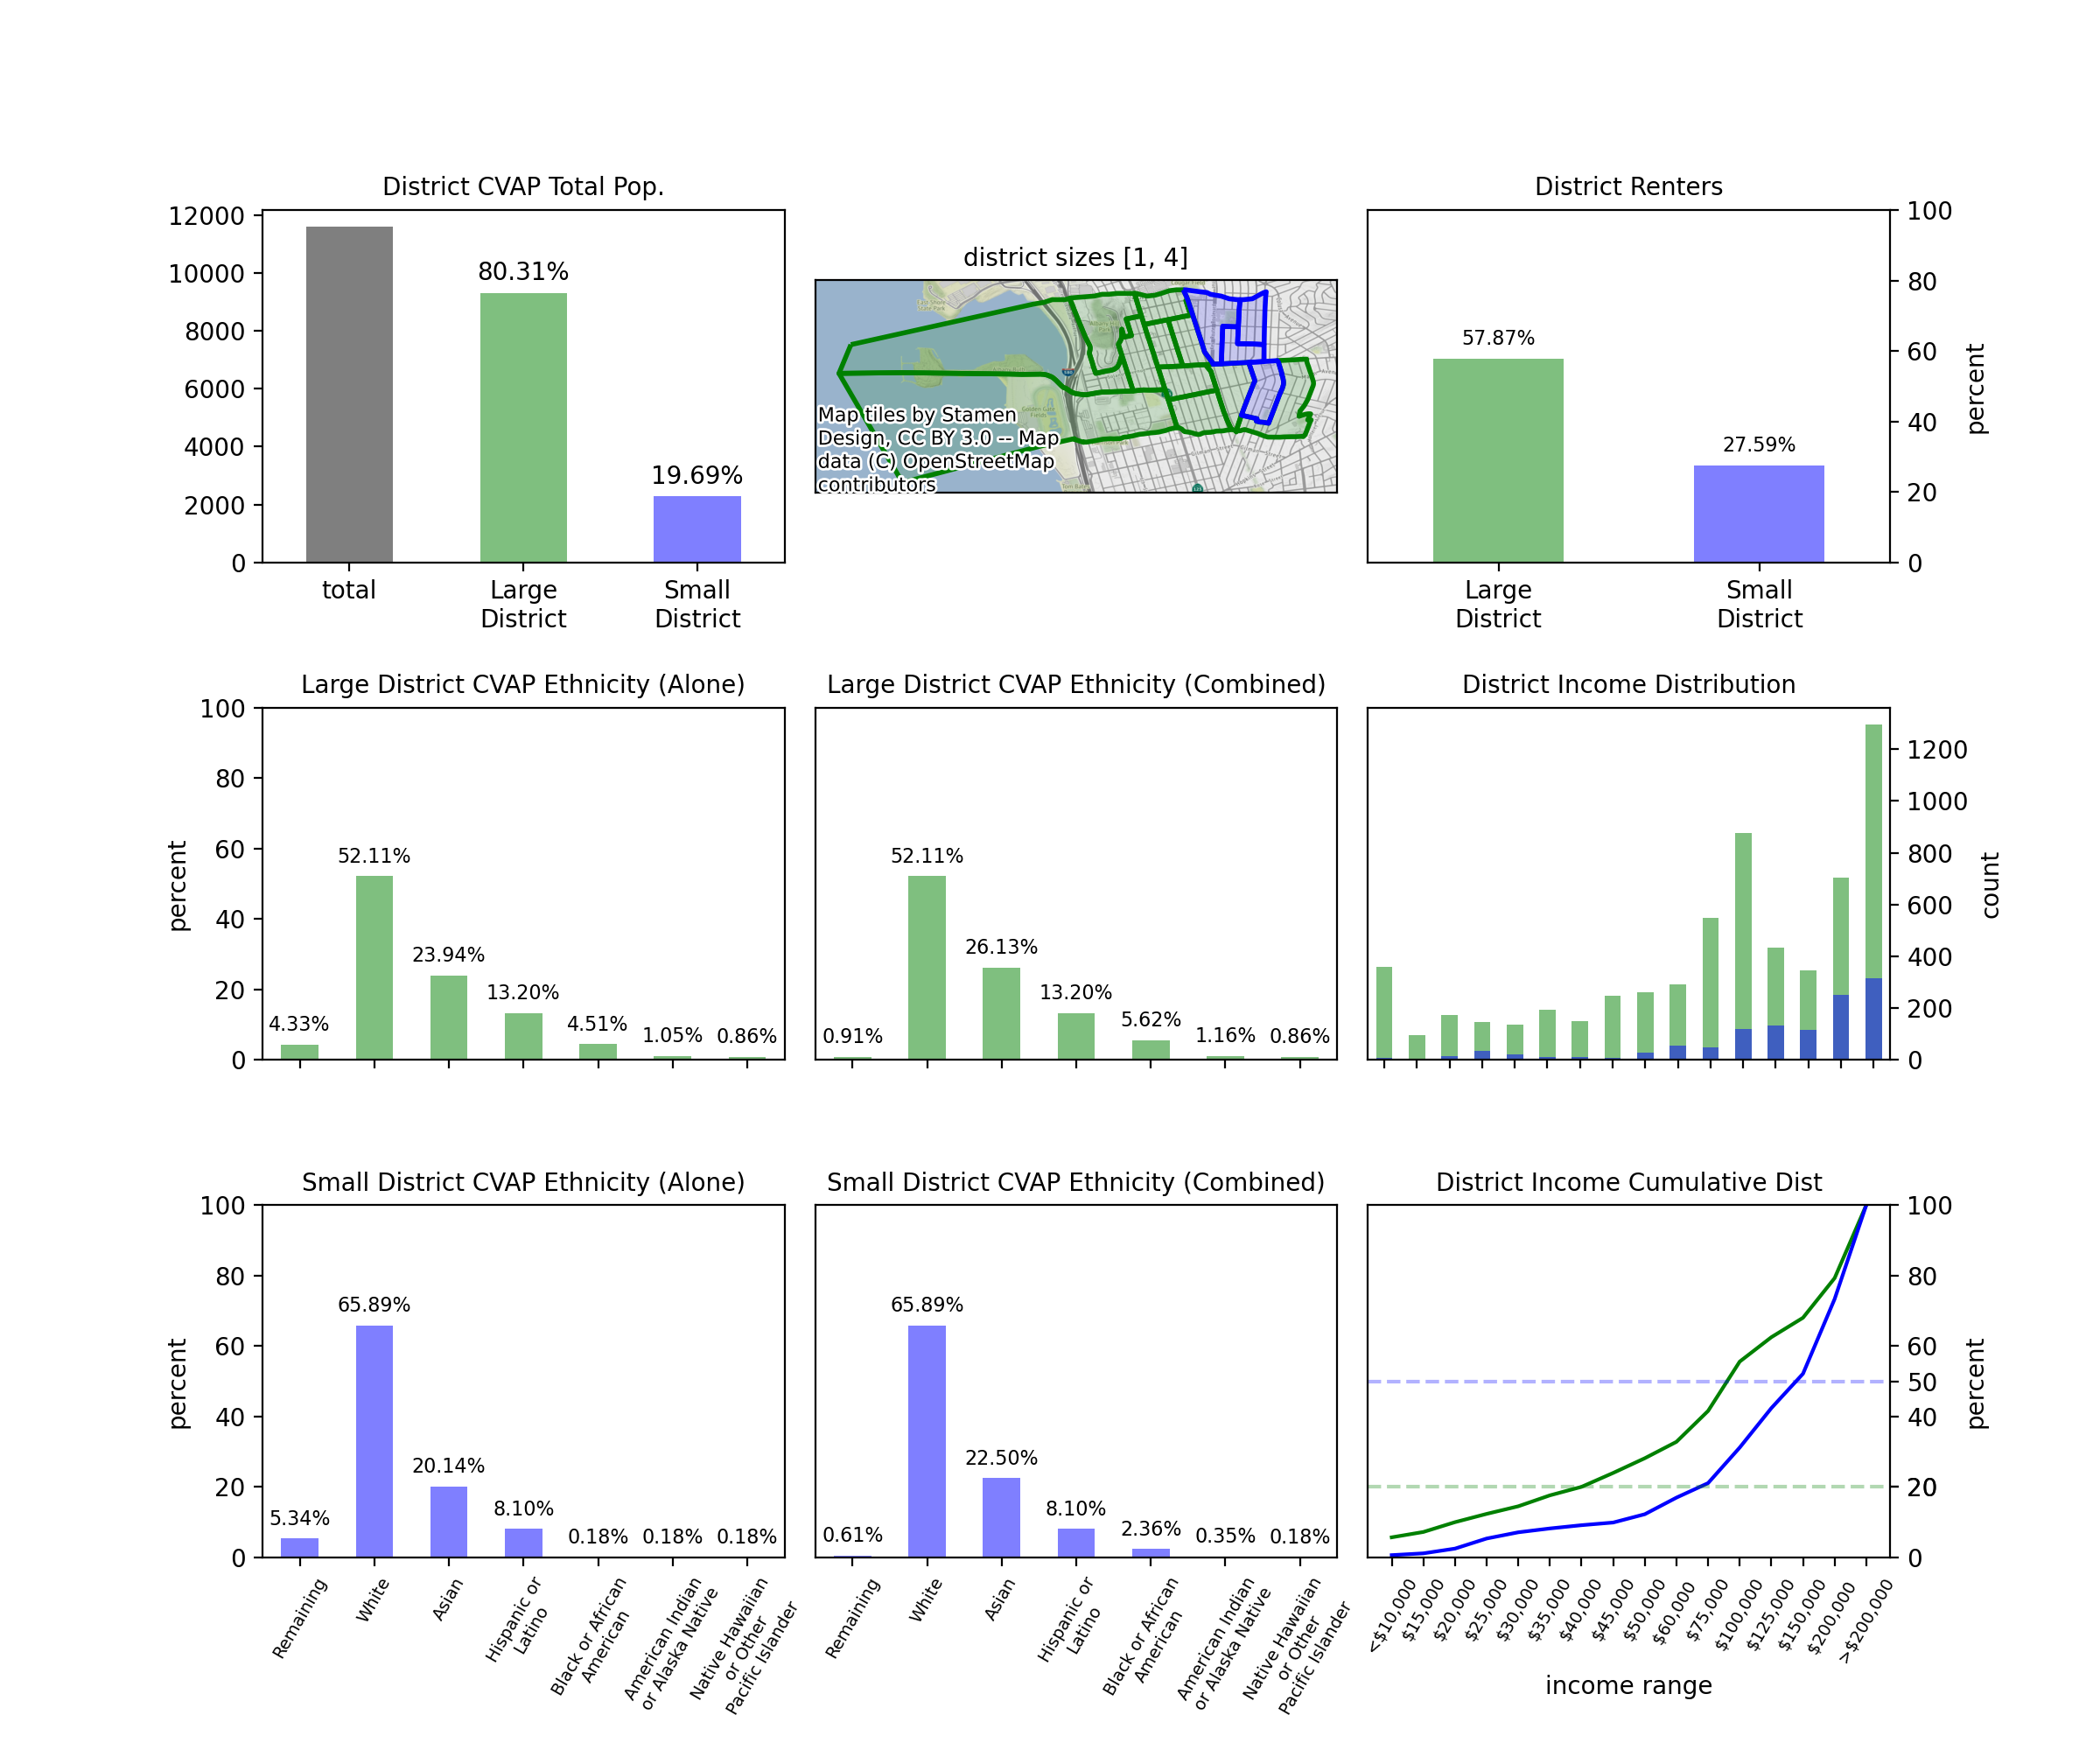 District CVAP Total Pop.
12000
10000
8000
6000
4000
2000
0
80.31%
19.69%
total
Large
District
Small
District
district sizes [1, 4]
Map tiles by Stamen
Design, CC BY 3.0 -- Map
data (C) OpenStreetMap
contributors
District Renters
57.87%
27.59%
100
80
60
40
20
0
percent
Large
District
Small
District
Large District CVAP Ethnicity (Alone)
percent
100
80
60
40
20
0
4.33%
52.11%
23.94%
13.20%
4.51%
1.05%
0.86%
Large District CVAP Ethnicity (Combined)
0.91%
52.11%
26.13%
13.20%
5.62%
1.16%
0.86%
District Income Distribution
1200
1000
800
600
400
200
0
count
Small District CVAP Ethnicity (Alone)
percent
100
80
60
40
20
0
5.34%
65.89%
20.14%
8.10%
0.18%
0.18%
0.18%
Remaining
White
Asian
Hispanic or
Latino
Black or African
American
American Indian
or Alaska Native
Native Hawaiian
or Other
Pacific Islander
Small District CVAP Ethnicity (Combined)
0.61%
65.89%
22.50%
8.10%
2.36%
0.35%
0.18%
Remaining
White
Asian
Hispanic or
Latino
Black or African
American
American Indian
or Alaska Native
Native Hawaiian
or Other
Pacific Islander
District Income Cumulative Dist
100
80
60
50
40
20
0
percent
<$10,000
$15,000
$20,000
$25,000
$30,000
$35,000
$40,000
$45,000
$50,000
$60,000
$75,000
$100,000
$125,000
$150,000
$200,000
>$200,000
income range